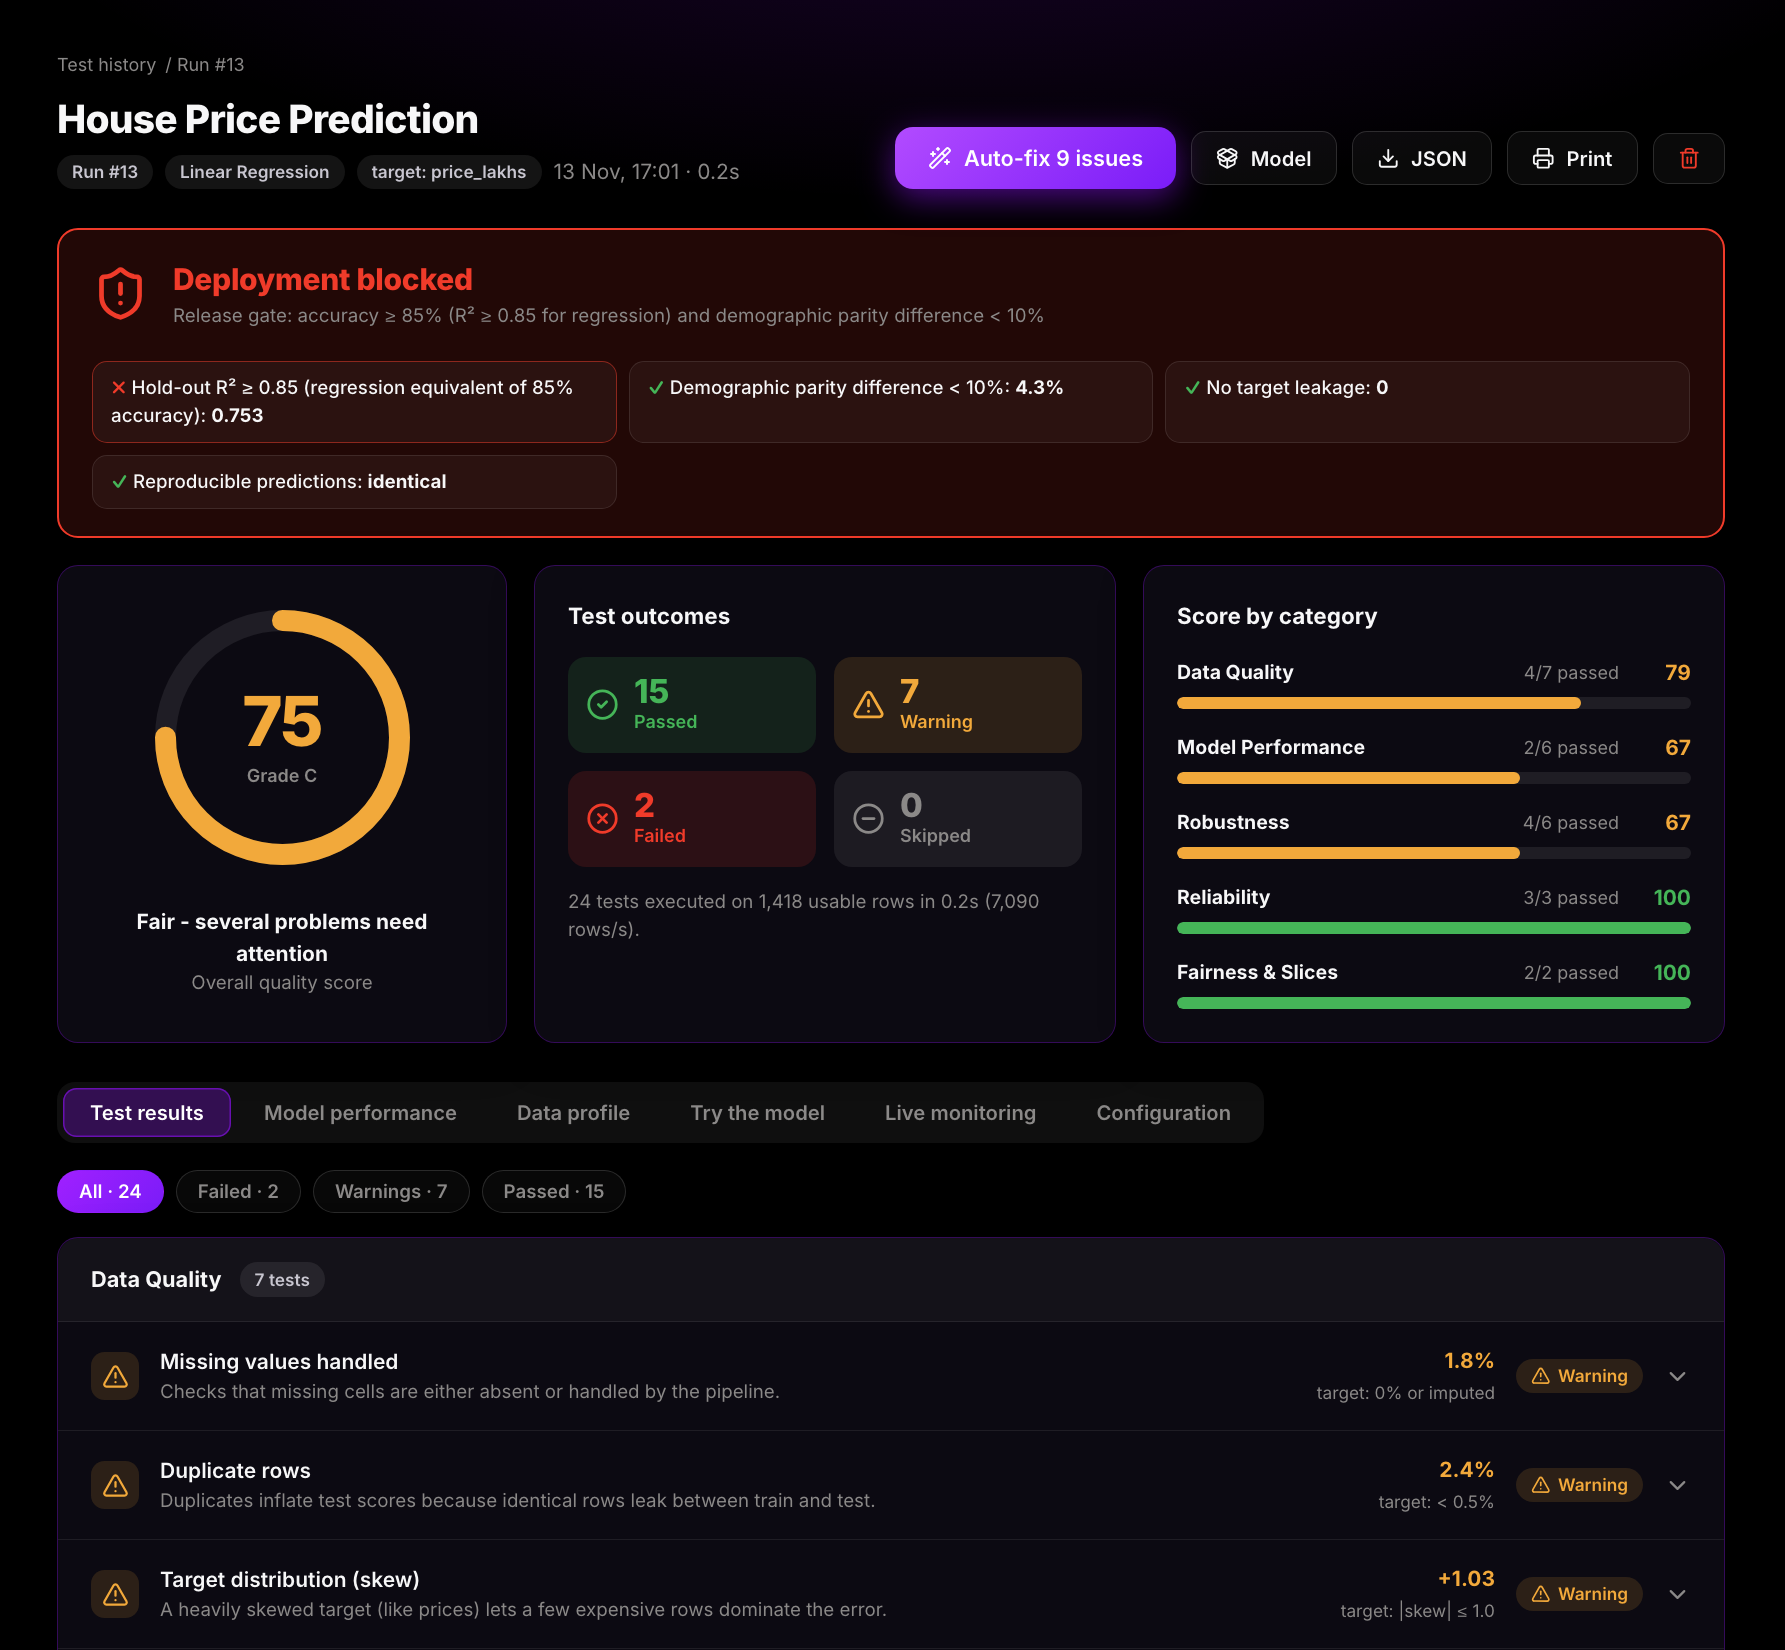 Test history / Run #13
House Price Prediction
Run #13 Linear Regression target: price_lakhs 13 Nov, 17:01 · 0.2s
Auto-fix 9 issues Model JSON Print
Deployment blocked
Release gate: accuracy ≥ 85% (R² ≥ 0.85 for regression) and demographic parity difference < 10%
Hold-out R² ≥ 0.85 (regression equivalent of 85%
accuracy): 0.753
Demographic parity difference < 10%: 4.3%
No target leakage: 0
Reproducible predictions: identical
75
Grade C
Fair - several problems need
attention
Overall quality score
Test outcomes
15
Passed
7
Warning
2
Failed
0
Skipped
24 tests executed on 1,418 usable rows in 0.2s (7,090
rows/s).
Score by category
Data Quality 4/7 passed 79
Model Performance 2/6 passed 67
Robustness 4/6 passed 67
Reliability 3/3 passed 100
Fairness & Slices 2/2 passed 100
Test results Model performance Data profile Try the model Live monitoring Configuration
All · 24 Failed · 2 Warnings · 7 Passed · 15
Data Quality 7 tests
Missing values handled
Checks that missing cells are either absent or handled by the pipeline.
1.8%
target: 0% or imputed
Warning
Duplicate rows
Duplicates inflate test scores because identical rows leak between train and test.
2.4%
target: < 0.5%
Warning
Target distribution (skew)
A heavily skewed target (like prices) lets a few expensive rows dominate the error.
+1.03
target: |skew| ≤ 1.0
Warning